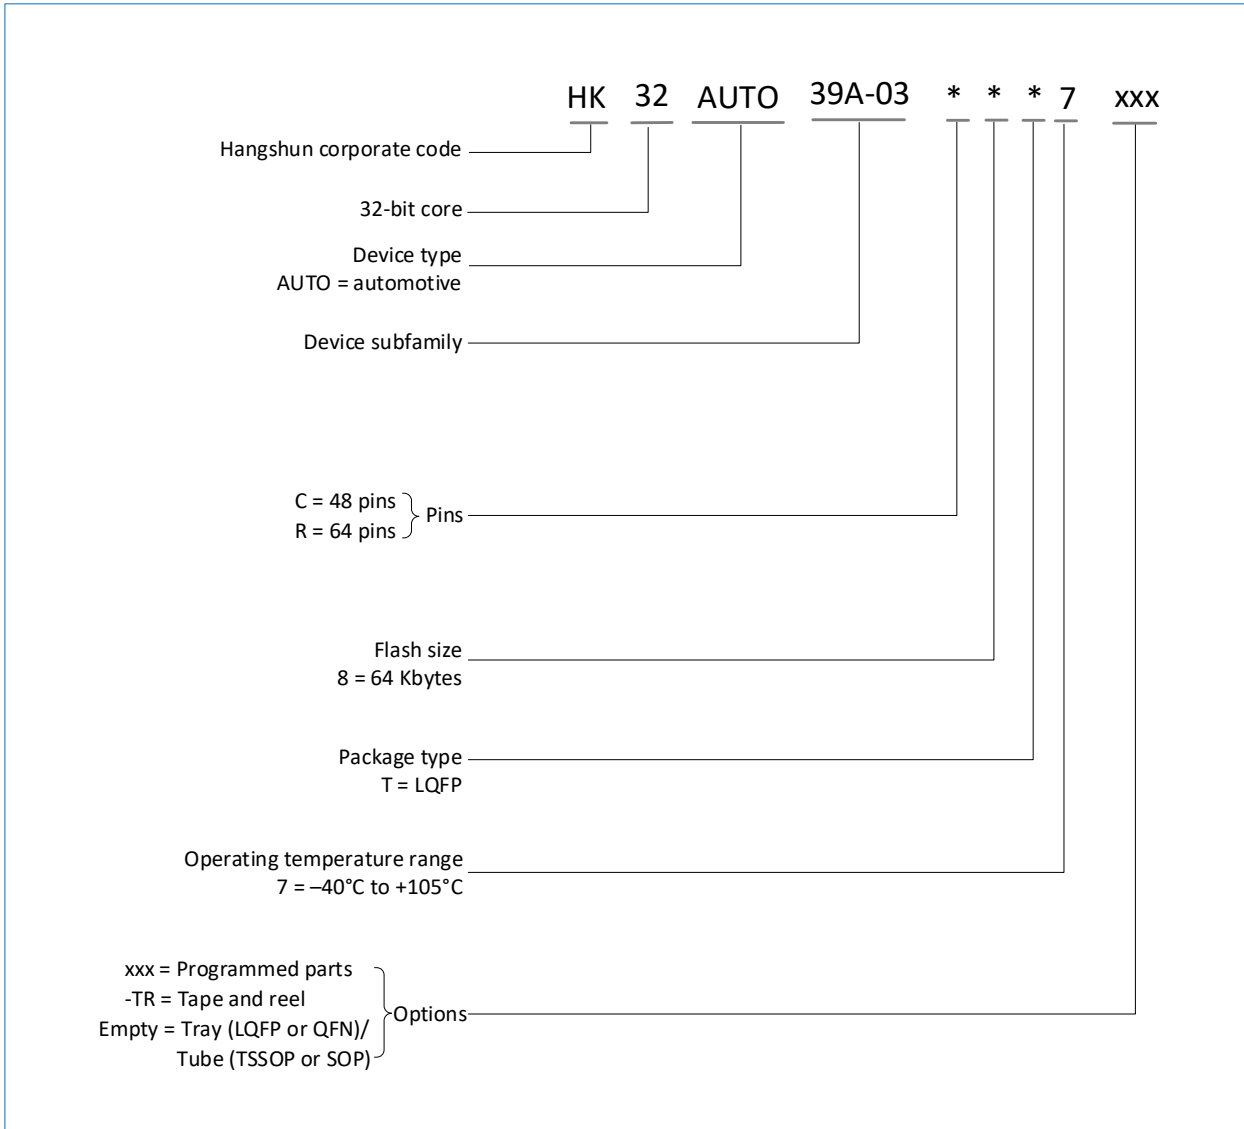 HK 32 AUTO 39A-03 * * * 7 xxx
Hangshun corporate code
32-bit core
Device type
AUTO = automotive
Device subfamily
C = 48 pins
R = 64 pins
Pins
Flash size
8 = 64 Kbytes
Package type
T = LQFP
Operating temperature range
7 = –40°C to +105°C
xxx = Programmed parts
-TR = Tape and reel
Empty = Tray (LQFP or QFN)/
Tube (TSSOP or SOP)
Options